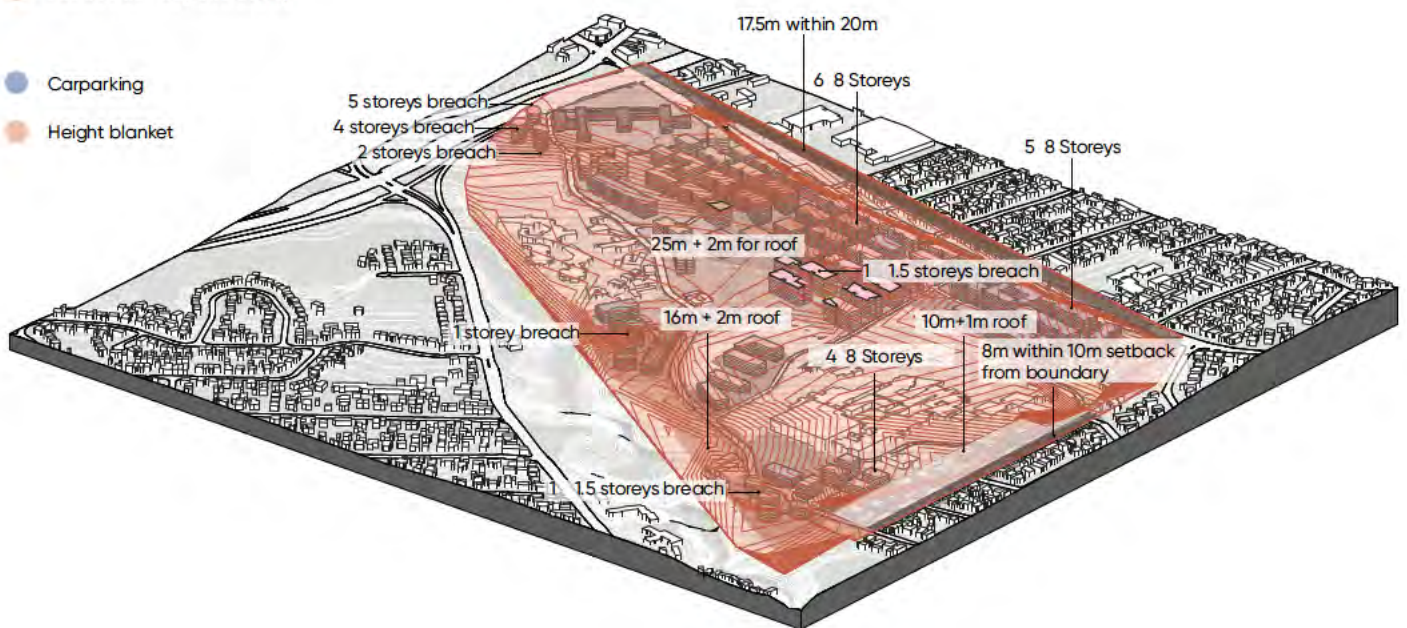 Carparking
Height blanket
17.5m within 20m
6 8 Storeys
5 storeys breach
4 storeys breach
2 storeys breach
5 8 Storeys
25m + 2m for roof
1 1.5 storeys breach
16m + 2m roof
10m+1m roof
1 storey breach
4 8 Storeys
8m within 10m setback
from boundary
1 1.5 storeys breach